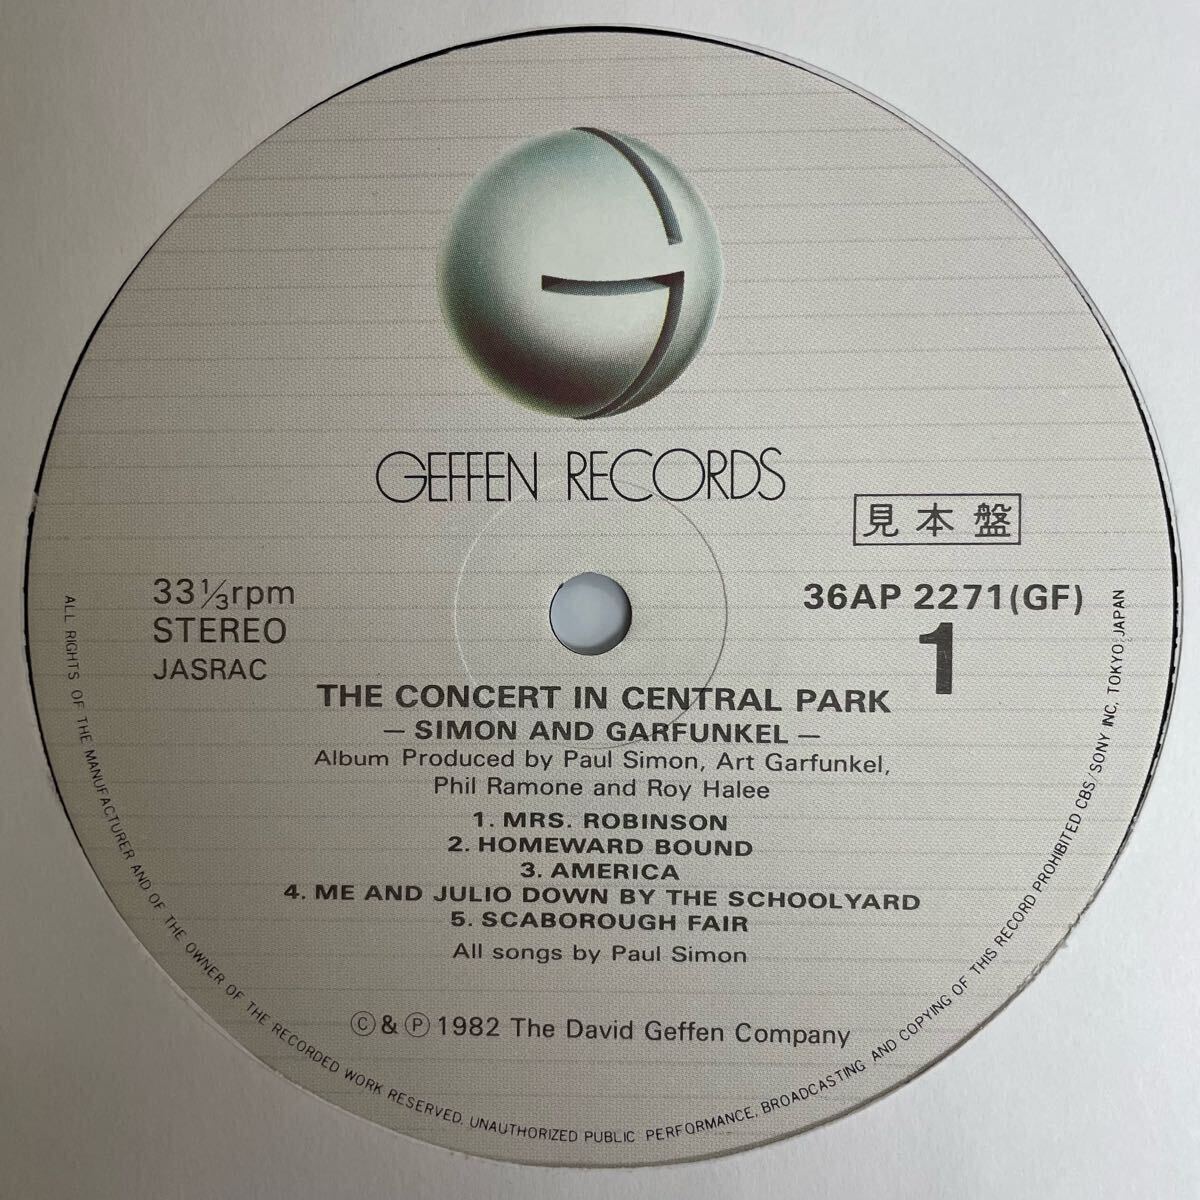 GEFFEN RECORDS
見本盤
33⅓rpm
STEREO
JASRAC
36AP 2271(GF)
1
THE CONCERT IN CENTRAL PARK
— SIMON AND GARFUNKEL —
Album Produced by Paul Simon, Art Garfunkel,
Phil Ramone and Roy Halee
1. MRS. ROBINSON
2. HOMEWARD BOUND
3. AMERICA
4. ME AND JULIO DOWN BY THE SCHOOLYARD
5. SCABOROUGH FAIR
All songs by Paul Simon
Ⓒ & Ⓟ 1982 The David Geffen Company
ALL RIGHTS OF THE MANUFACTURER AND OF THE OWNER OF THE RECORDED WORK RESERVED. UNAUTHORIZED PUBLIC PERFORMANCE, BROADCASTING AND COPYING OF THIS RECORD PROHIBITED CBS/SONY INC. TOKYO, JAPAN